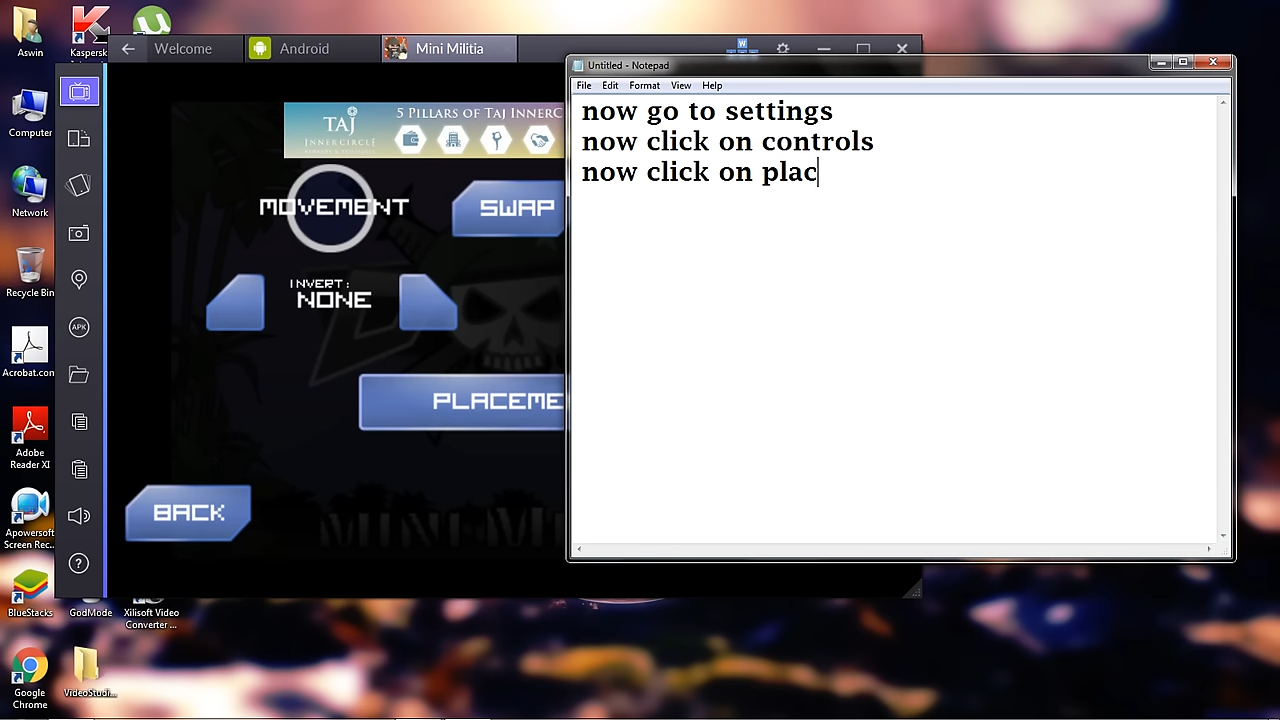 Aswin
Kaspersk
Computer
Network
Recycle Bin
Acrobat.com
Adobe
Reader XI
Apowersoft
Screen Rec...
BlueStacks
GodMode
Xilisoft Video
Converter ...
Google
Chrome
VideoStudi...
Welcome
Android
Mini Militia
W
APK
TAJ
INNERCIRCLE
5 PILLARS OF TAJ INNERC
MOVEMENT
SWAP
INVERT:
NONE
PLACEME
BACK
MINI MI
Untitled - Notepad
File Edit Format View Help
now go to settings
now click on controls
now click on plac